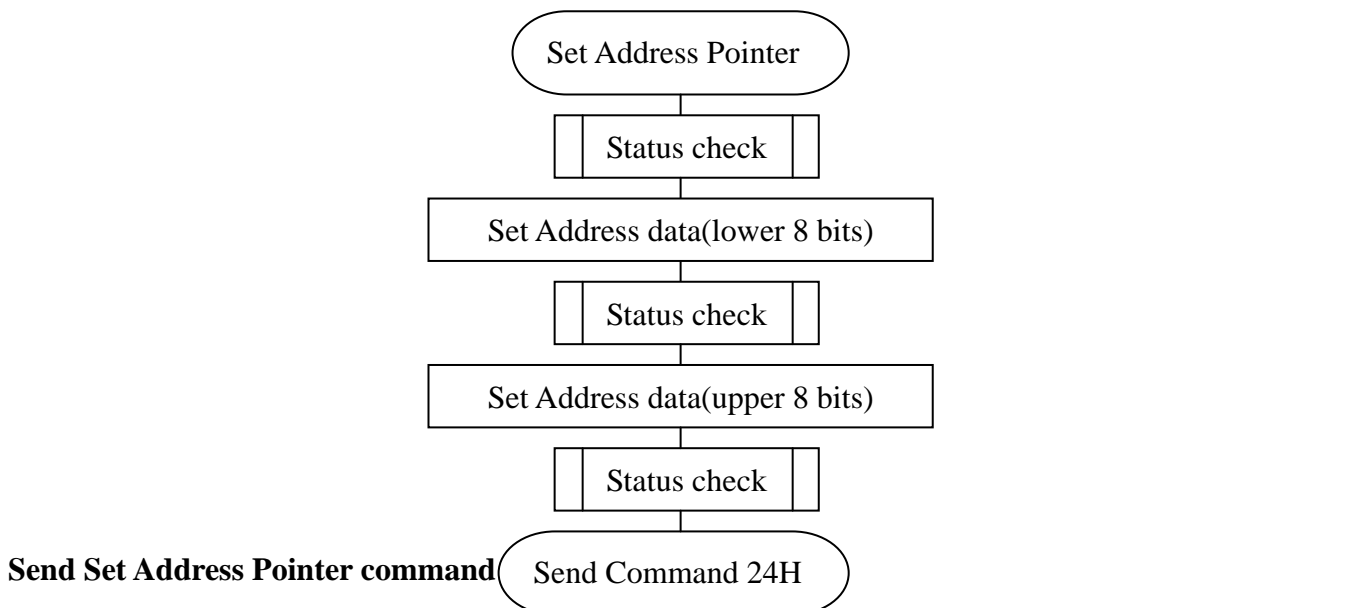 Set Address Pointer
Status check
Set Address data(lower 8 bits)
Status check
Set Address data(upper 8 bits)
Status check
Send Set Address Pointer command
Send Command 24H